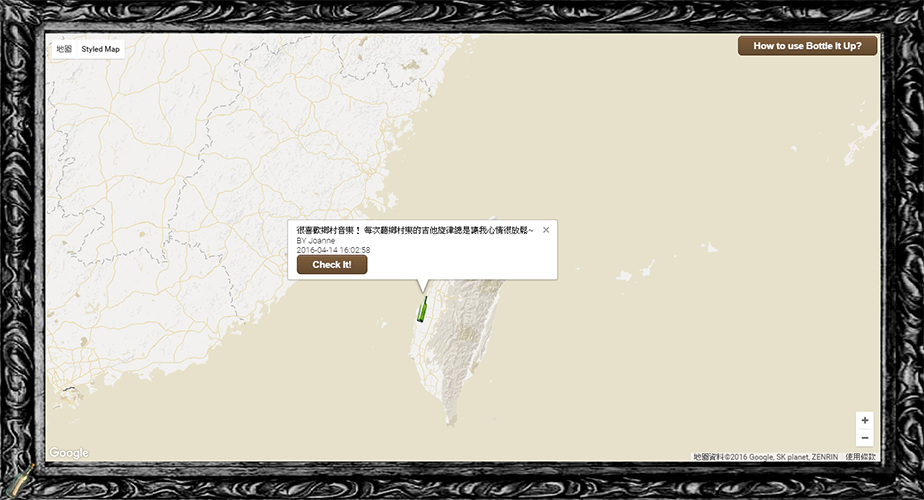 地圖 Styled Map
How to use Bottle It Up?
很喜歡鄉村音樂！ 每次聽鄉村樂的吉他旋律總是讓我心情很放鬆~
BY Joanne
2016-04-14 16:02:58
Check It!
Google
地圖資料©2016 Google, SK planet, ZENRIN 使用條款